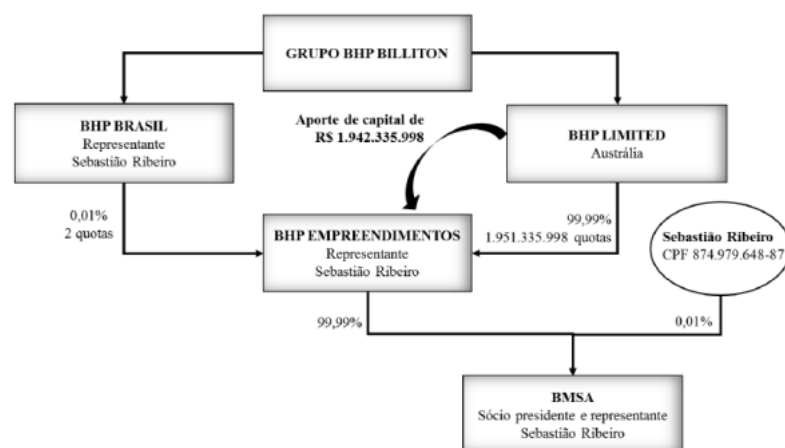 GRUPO BHP BILLITON
BHP BRASIL
Representante
Sebastião Ribeiro
Aporte de capital de
R$ 1.942.335.998
BHP LIMITED
Austrália
0,01%
2 quotas
BHP EMPREENDIMENTOS
Representante
Sebastião Ribeiro
99,99%
1.951.335.998 quotas
Sebastião Ribeiro
CPF 874.979.648-87
99,99%
0,01%
BMSA
Sócio presidente e representante
Sebastião Ribeiro